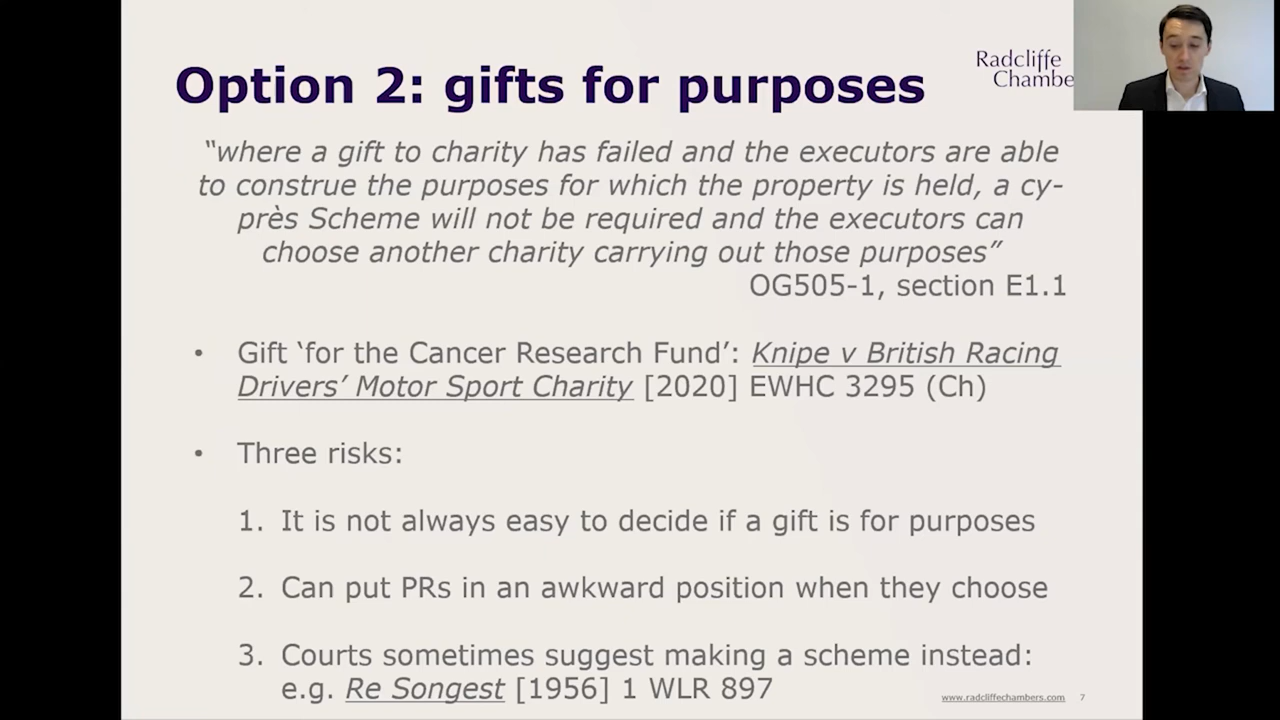 Option 2: gifts for purposes
Radcliffe
Chambe
“where a gift to charity has failed and the executors are able
to construe the purposes for which the property is held, a cy-
près Scheme will not be required and the executors can
choose another charity carrying out those purposes”
OG505-1, section E1.1
• Gift ‘for the Cancer Research Fund’: Knipe v British Racing
Drivers’ Motor Sport Charity [2020] EWHC 3295 (Ch)
• Three risks:
1. It is not always easy to decide if a gift is for purposes
2. Can put PRs in an awkward position when they choose
3. Courts sometimes suggest making a scheme instead:
e.g. Re Songest [1956] 1 WLR 897
www.radcliffechambers.com 7